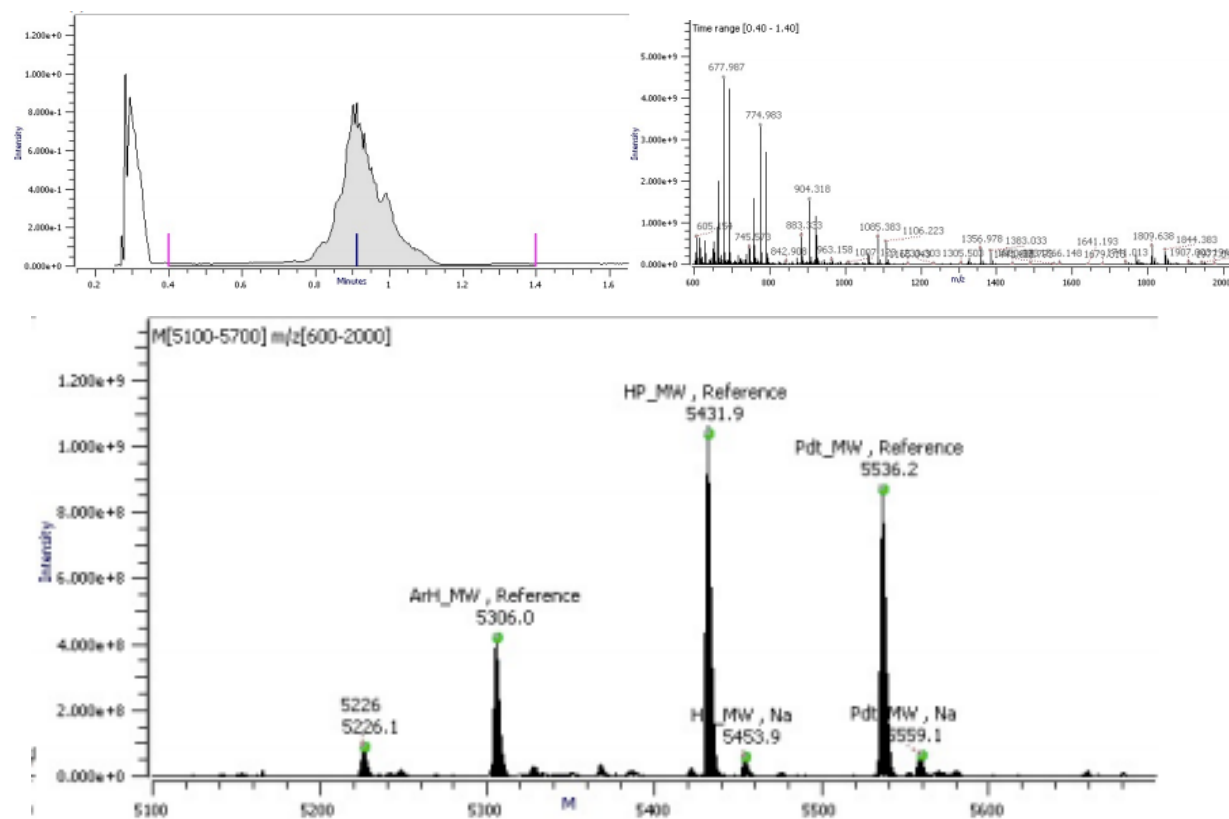 1.200e+0
1.000e+0
8.000e-1
6.000e-1
4.000e-1
2.000e-1
0.000e+0
Intensity
0.2
0.4
0.6
0.8
1
1.2
1.4
1.6
Minutes
Time range [0.40 - 1.40]
5.000e+9
4.000e+9
3.000e+9
2.000e+9
1.000e+9
0.000e+0
Intensity
677.987
774.983
904.318
605.154
745.573
883.333
842.908
963.158
1085.383
1106.223
1305.503
1356.978
1383.033
1641.193
1809.638
1844.383
600
800
1000
1200
1400
1600
1800
2000
m/z
M[5100-5700] m/z[600-2000]
1.200e+9
1.000e+9
8.000e+8
6.000e+8
4.000e+8
2.000e+8
0.000e+0
Intensity
HP_MW , Reference
5431.9
Pdt_MW , Reference
5536.2
ArH_MW , Reference
5306.0
5226
5226.1
_MW , Na
5453.9
Pdt_MW , Na
5559.1
5100
5200
5300
5400
5500
5600
M